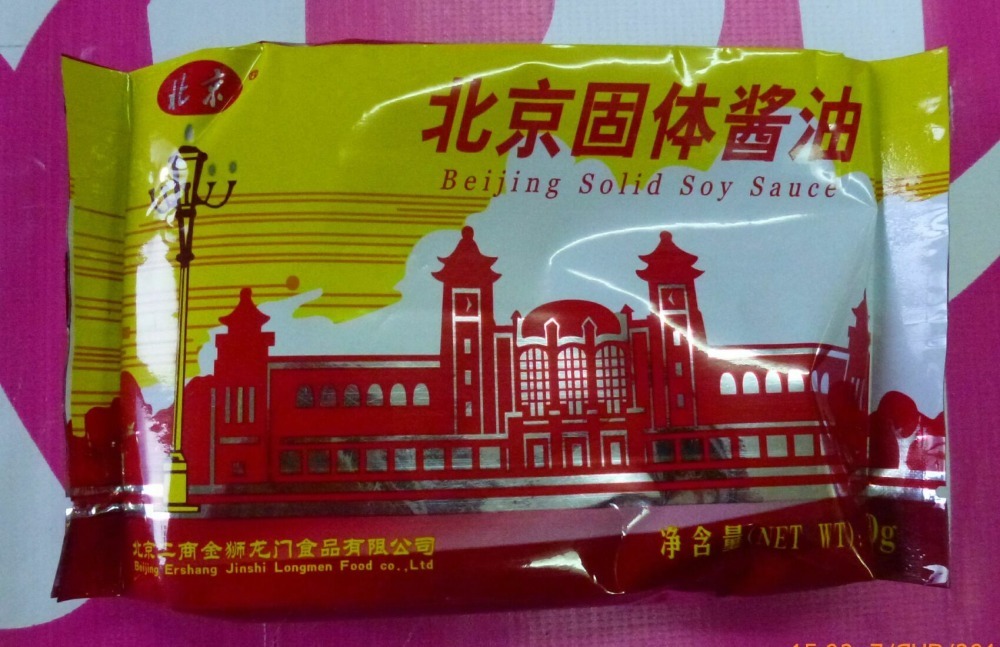 北京
®
北京固体酱油
Beijing Solid Soy Sauce
北京二商金狮龙门食品有限公司
Beijing Ershang Jinshi Longmen Food co.,Ltd
净含量(NET WT):